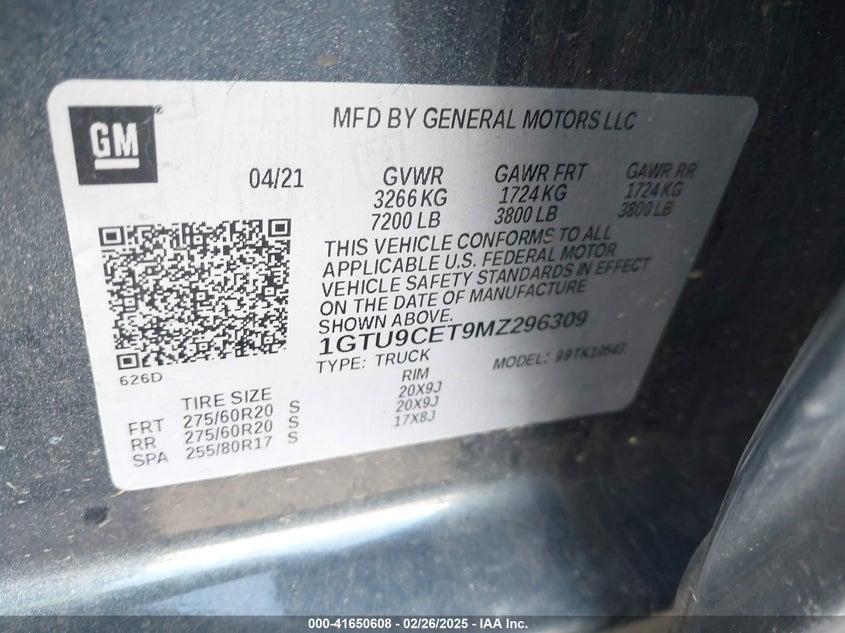 GM
®
MFD BY GENERAL MOTORS LLC
04/21 GVWR GAWR FRT GAWR RR
3266 KG 1724 KG 1724 KG
7200 LB 3800 LB 3800 LB
THIS VEHICLE CONFORMS TO ALL
APPLICABLE U.S. FEDERAL MOTOR
VEHICLE SAFETY STANDARDS IN EFFECT
ON THE DATE OF MANUFACTURE
SHOWN ABOVE.
1GTU9CET9MZ296309
TYPE: TRUCK MODEL: 99TK10543
626D
TIRE SIZE RIM
FRT 275/60R20 S 20X9J
RR 275/60R20 S 20X9J
SPA 255/80R17 S 17X8J
000-41650608 - 02/26/2025 - IAA Inc.